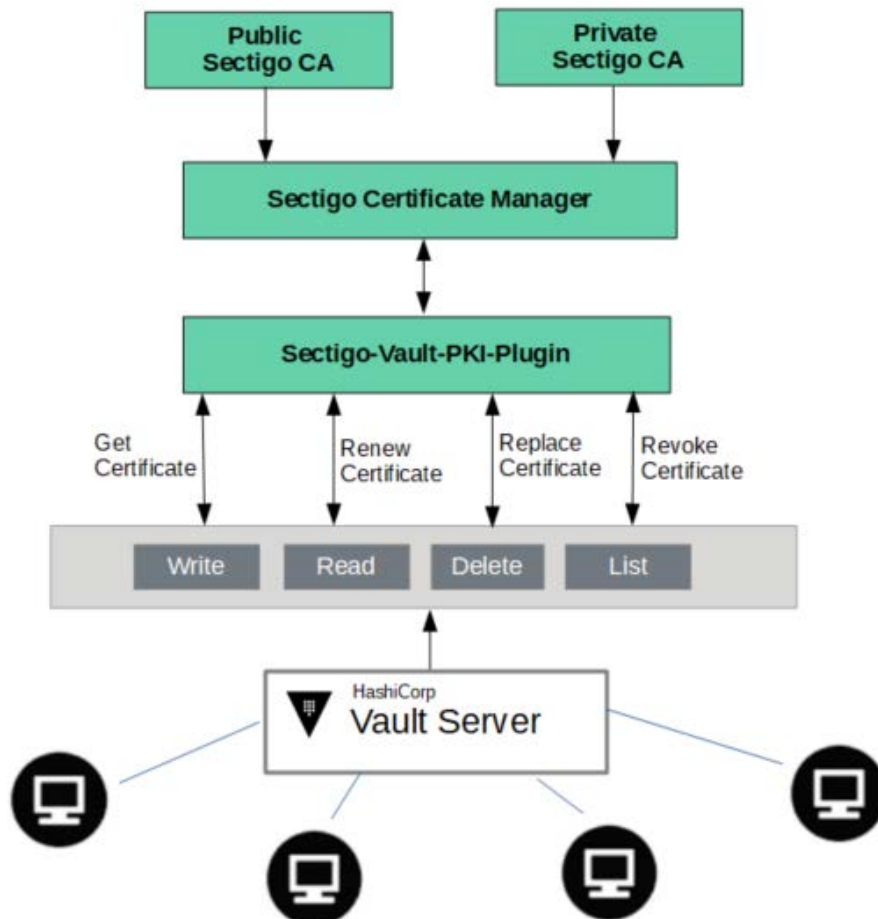 Public
Sectigo CA
Private
Sectigo CA
Sectigo Certificate Manager
Sectigo-Vault-PKI-Plugin
Get
Certificate
Renew
Certificate
Replace
Certificate
Revoke
Certificate
Write
Read
Delete
List
HashiCorp
Vault Server